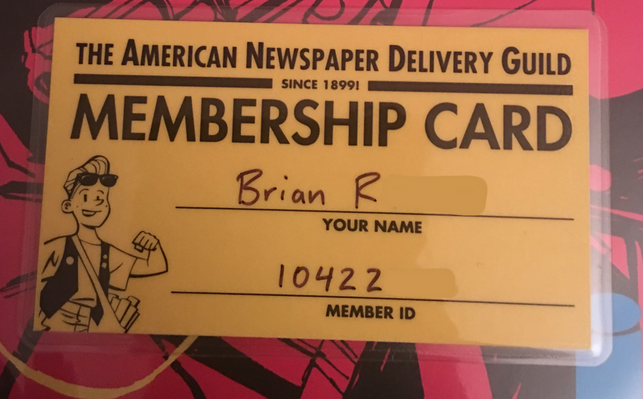 THE AMERICAN NEWSPAPER DELIVERY GUILD
SINCE 1899!
MEMBERSHIP CARD
Brian R
YOUR NAME
10422
MEMBER ID